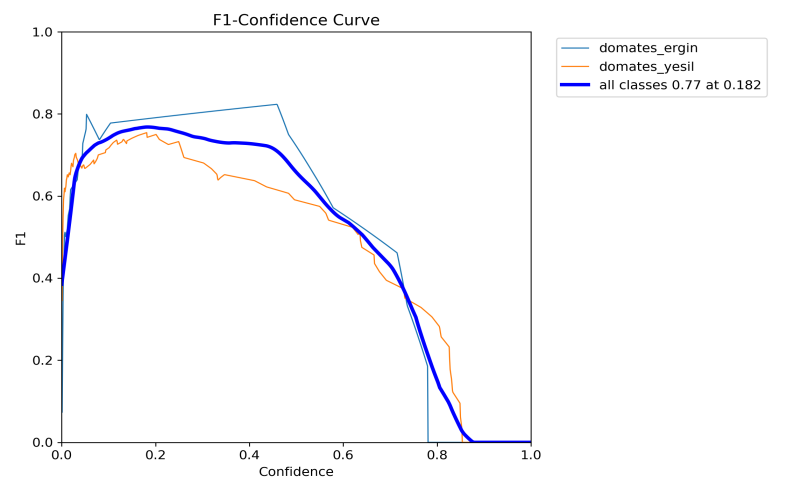 F1-Confidence Curve
1.0
0.8
0.6
0.4
0.2
0.0
F1
0.0 0.2 0.4 0.6 0.8 1.0
Confidence
domates_ergin
domates_yesil
all classes 0.77 at 0.182